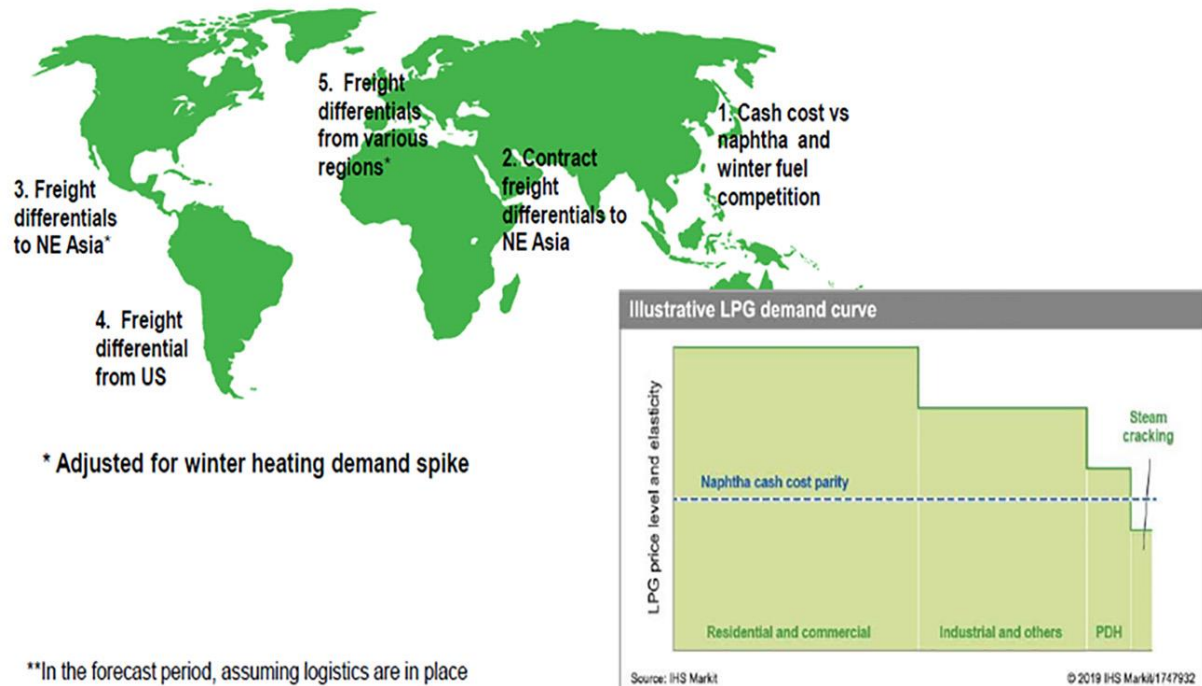 5. Freight
differentials
from various
regions*
1. Cash cost vs
naphtha and
winter fuel
competition
2. Contract
freight
differentials to
NE Asia
3. Freight
differentials
to NE Asia*
4. Freight
differential
from US
* Adjusted for winter heating demand spike
**In the forecast period, assuming logistics are in place
Illustrative LPG demand curve
LPG price level and elasticity
Steam
cracking
Naphtha cash cost parity
Residential and commercial
Industrial and others
PDH
Source: IHS Markit
© 2019 IHS Markit/1747932